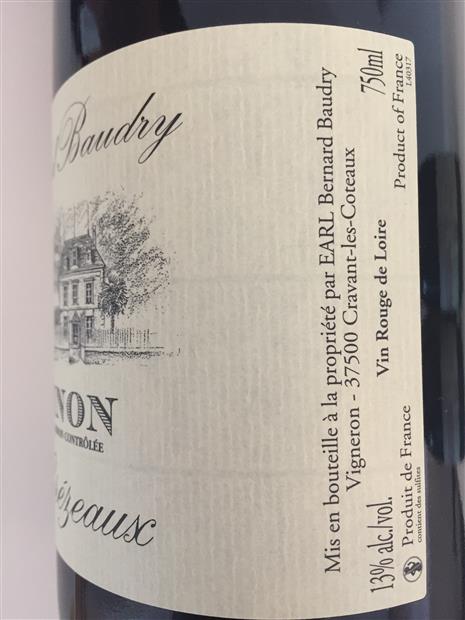 Baudry
NON
CONTRÔLÉE
ézeaux
Mis en bouteille à la propriété par EARL Bernard Baudry
Vigneron - 37500 Cravant-les-Coteaux
13% alc./vol. Vin Rouge de Loire 750ml
Produit de France Product of France
contient des sulfites L40317